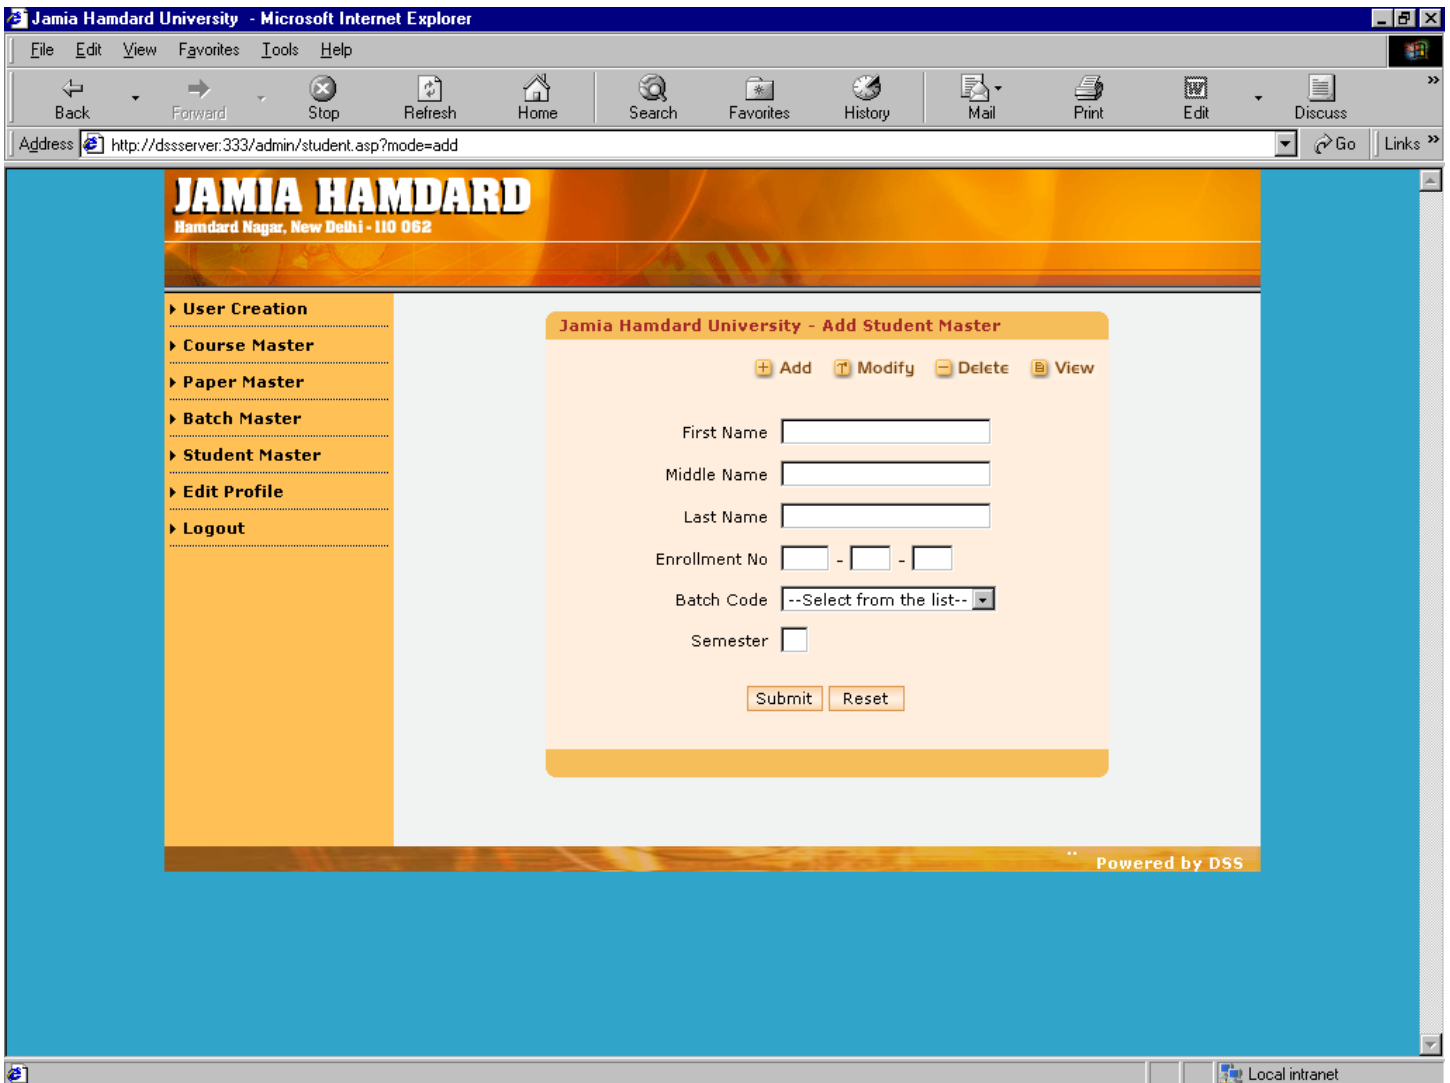 Jamia Hamdard University - Microsoft Internet Explorer
File Edit View Favorites Tools Help
Back Forward Stop Refresh Home Search Favorites History Mail Print Edit Discuss »
Address http://dssserver:333/admin/student.asp?mode=add Go Links »
JAMIA HAMDARD
Hamdard Nagar, New Delhi - 110 062
User Creation
Course Master
Paper Master
Batch Master
Student Master
Edit Profile
Logout
Jamia Hamdard University - Add Student Master
Add Modify Delete View
First Name
Middle Name
Last Name
Enrollment No - -
Batch Code --Select from the list--
Semester
Submit Reset
Powered by DSS
Local intranet